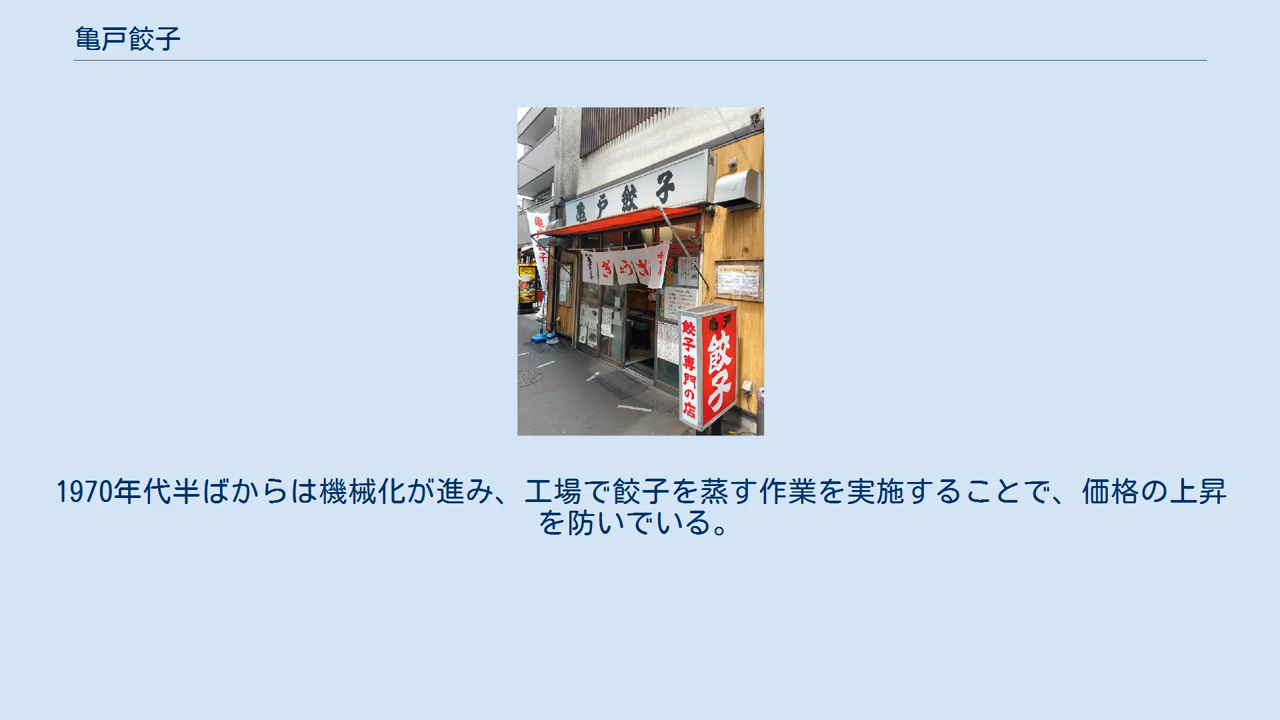 亀戸餃子
亀戸餃子
ぎょうざ
亀戸
餃子
餃子専門の店
1970年代半ばからは機械化が進み、工場で餃子を蒸す作業を実施することで、価格の上昇
を防いでいる。